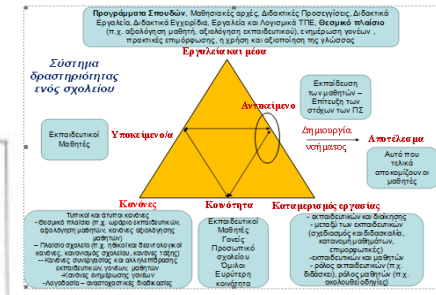 Προγράμματα Σπουδών, Μαθησιακές αρχές, Διδακτικές Προσεγγίσεις, Διδακτικά
Εργαλεία, Διδακτικά Εγχειρίδια, Εργαλεία και Λογισμικά ΤΠΕ, Θεσμικό πλαίσιο
(π.χ. αξιολόγηση μαθητή, αξιολόγηση εκπαιδευτικού), ενημέρωση γονέων ,
πρακτικές επιμόρφωσης, η χρήση και αξιοποίηση της γλώσσας
Εργαλεία και μέσα
Σύστημα
δραστηριότητας
ενός σχολείου
Αντικείμενο
Εκπαίδευση
των μαθητών –
Επίτευξη των
στόχων των ΠΣ
Εκπαιδευτικοί
Μαθητές
Υποκείμενο/α
Δημιουργία
νοήματος
Αποτέλεσμα
Αυτό που
τελικά
αποκομίζουν οι
μαθητές
Κανόνες
Κοινότητα
Καταμερισμός εργασίας
Τυπικοί και άτυποι κανόνες
-Θεσμικό πλαίσιο (π.χ. ωράριο εκπαιδευτικών,
αξιολόγηση μαθητών, κανόνες αξιολόγησης
μαθητών)
– Πλαίσιο σχολείου (π.χ. ηθικοί και δεοντολογικοί
κανόνες, κανονισμός σχολείου, κανόνες τάξης)
-Κανόνες συνεργασίας και αλληλεπίδρασης
εκπαιδευτικών, γονέων, μαθητών
-Κανόνες ενημέρωσης γονέων
- Λογοδοσία – αναστοχαστικές διαδικασίες
Εκπαιδευτικοί
Μαθητές
Γονείς
Προσωπικό
σχολείου
Όμιλοι
Ευρύτερη
κοινότητα
- εκπαιδευτικών και διοίκησης
- μεταξύ των εκπαιδευτικών
(σχεδιασμός και διδασκαλία,
κατανομή μαθημάτων,
επιμορφωτικές)
-εκπαιδευτικών και μαθητών
- ρόλος εκπαιδευτικών (π.χ.
διδάσκει), ρόλος μαθητών (π.χ.
ακολουθεί οδηγίες)